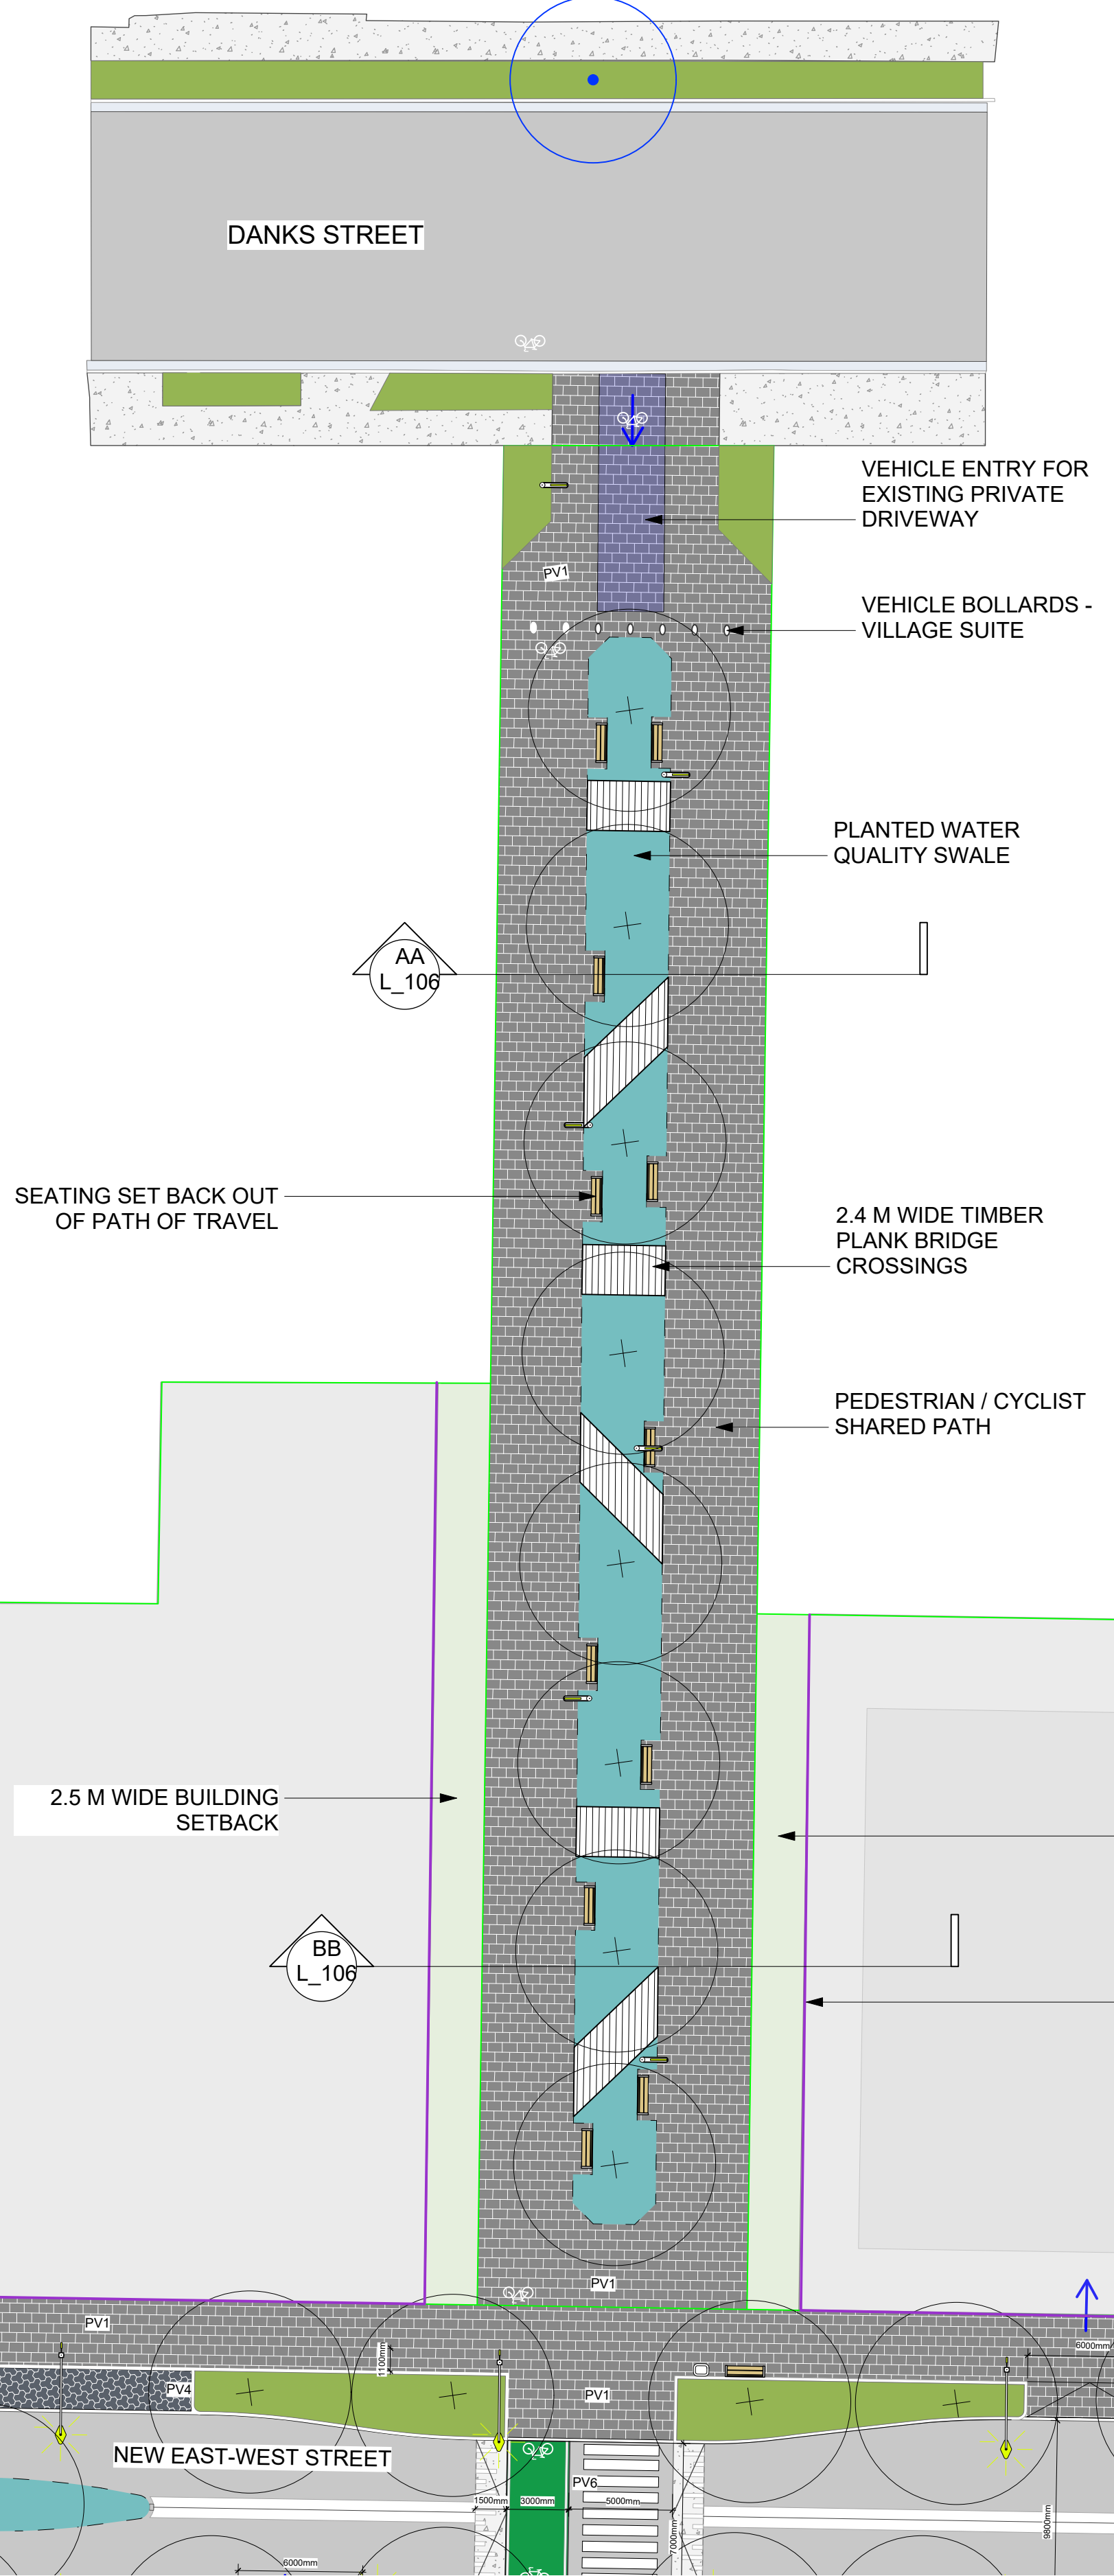 DANKS STREET
VEHICLE ENTRY FOR
EXISTING PRIVATE
DRIVEWAY
PV1
VEHICLE BOLLARDS -
VILLAGE SUITE
PLANTED WATER
QUALITY SWALE
AA
L_106
SEATING SET BACK OUT
OF PATH OF TRAVEL
2.4 M WIDE TIMBER
PLANK BRIDGE
CROSSINGS
PEDESTRIAN / CYCLIST
SHARED PATH
2.5 M WIDE BUILDING
SETBACK
BB
L_106
PV1
PV1
1100mm
6000mm
PV4
PV1
NEW EAST-WEST STREET
PV6
1500mm
3000mm
5000mm
7000mm
9800mm
6000mm